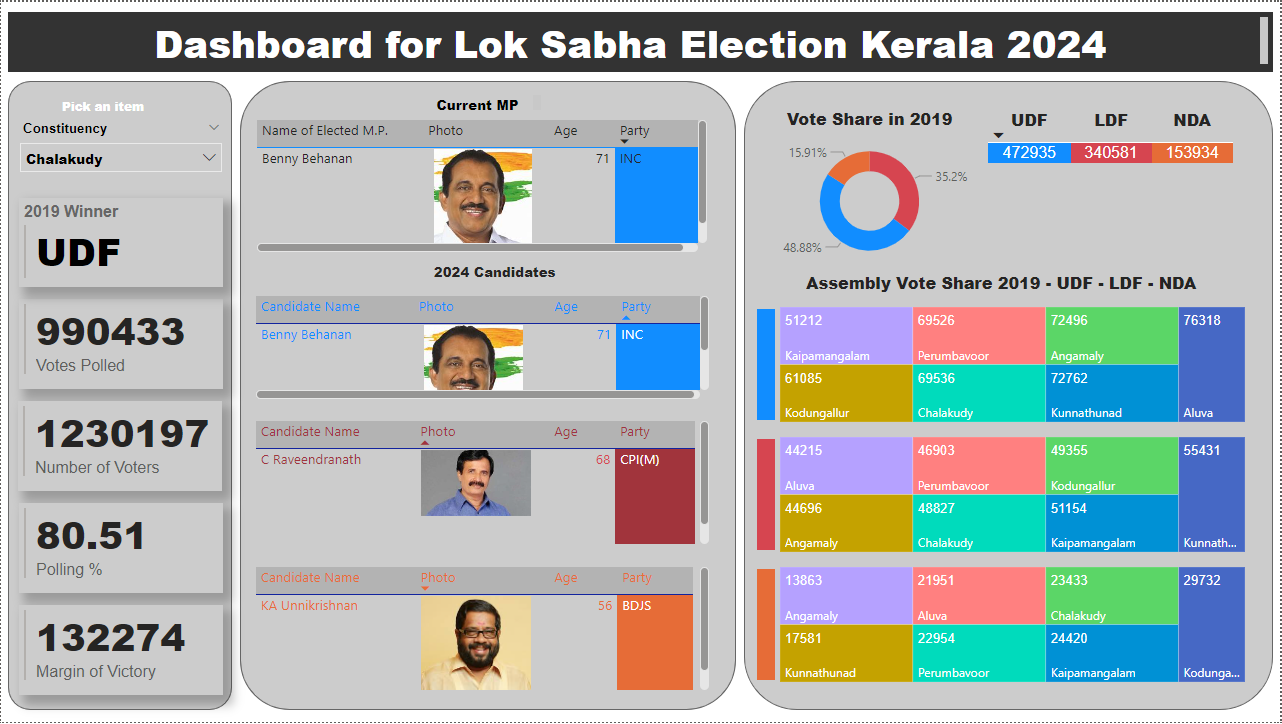 Dashboard for Lok Sabha Election Kerala 2024
Pick an item
Constituency
Chalakudy
2019 Winner
UDF
990433
Votes Polled
1230197
Number of Voters
80.51
Polling %
132274
Margin of Victory
Current MP
Name of Elected M.P. Photo Age Party
Benny Behanan 71 INC
2024 Candidates
Candidate Name Photo Age Party
Benny Behanan 71 INC
Candidate Name Photo Age Party
C Raveendranath 68 CPI(M)
Candidate Name Photo Age Party
KA Unnikrishnan 56 BDJS
Vote Share in 2019
15.91%
35.2%
48.88%
UDF LDF NDA
472935 340581 153934
Assembly Vote Share 2019 - UDF - LDF - NDA
51212 69526 72496 76318
Kaipamangalam Perumbavoor Angamaly
61085 69536 72762
Kodungallur Chalakudy Kunnathunad Aluva
44215 46903 49355 55431
Aluva Perumbavoor Kodungallur
44696 48827 51154
Angamaly Chalakudy Kaipamangalam Kunnath...
13863 21951 23433 29732
Angamaly Aluva Chalakudy
17581 22954 24420
Kunnathunad Perumbavoor Kaipamangalam Kodunga...